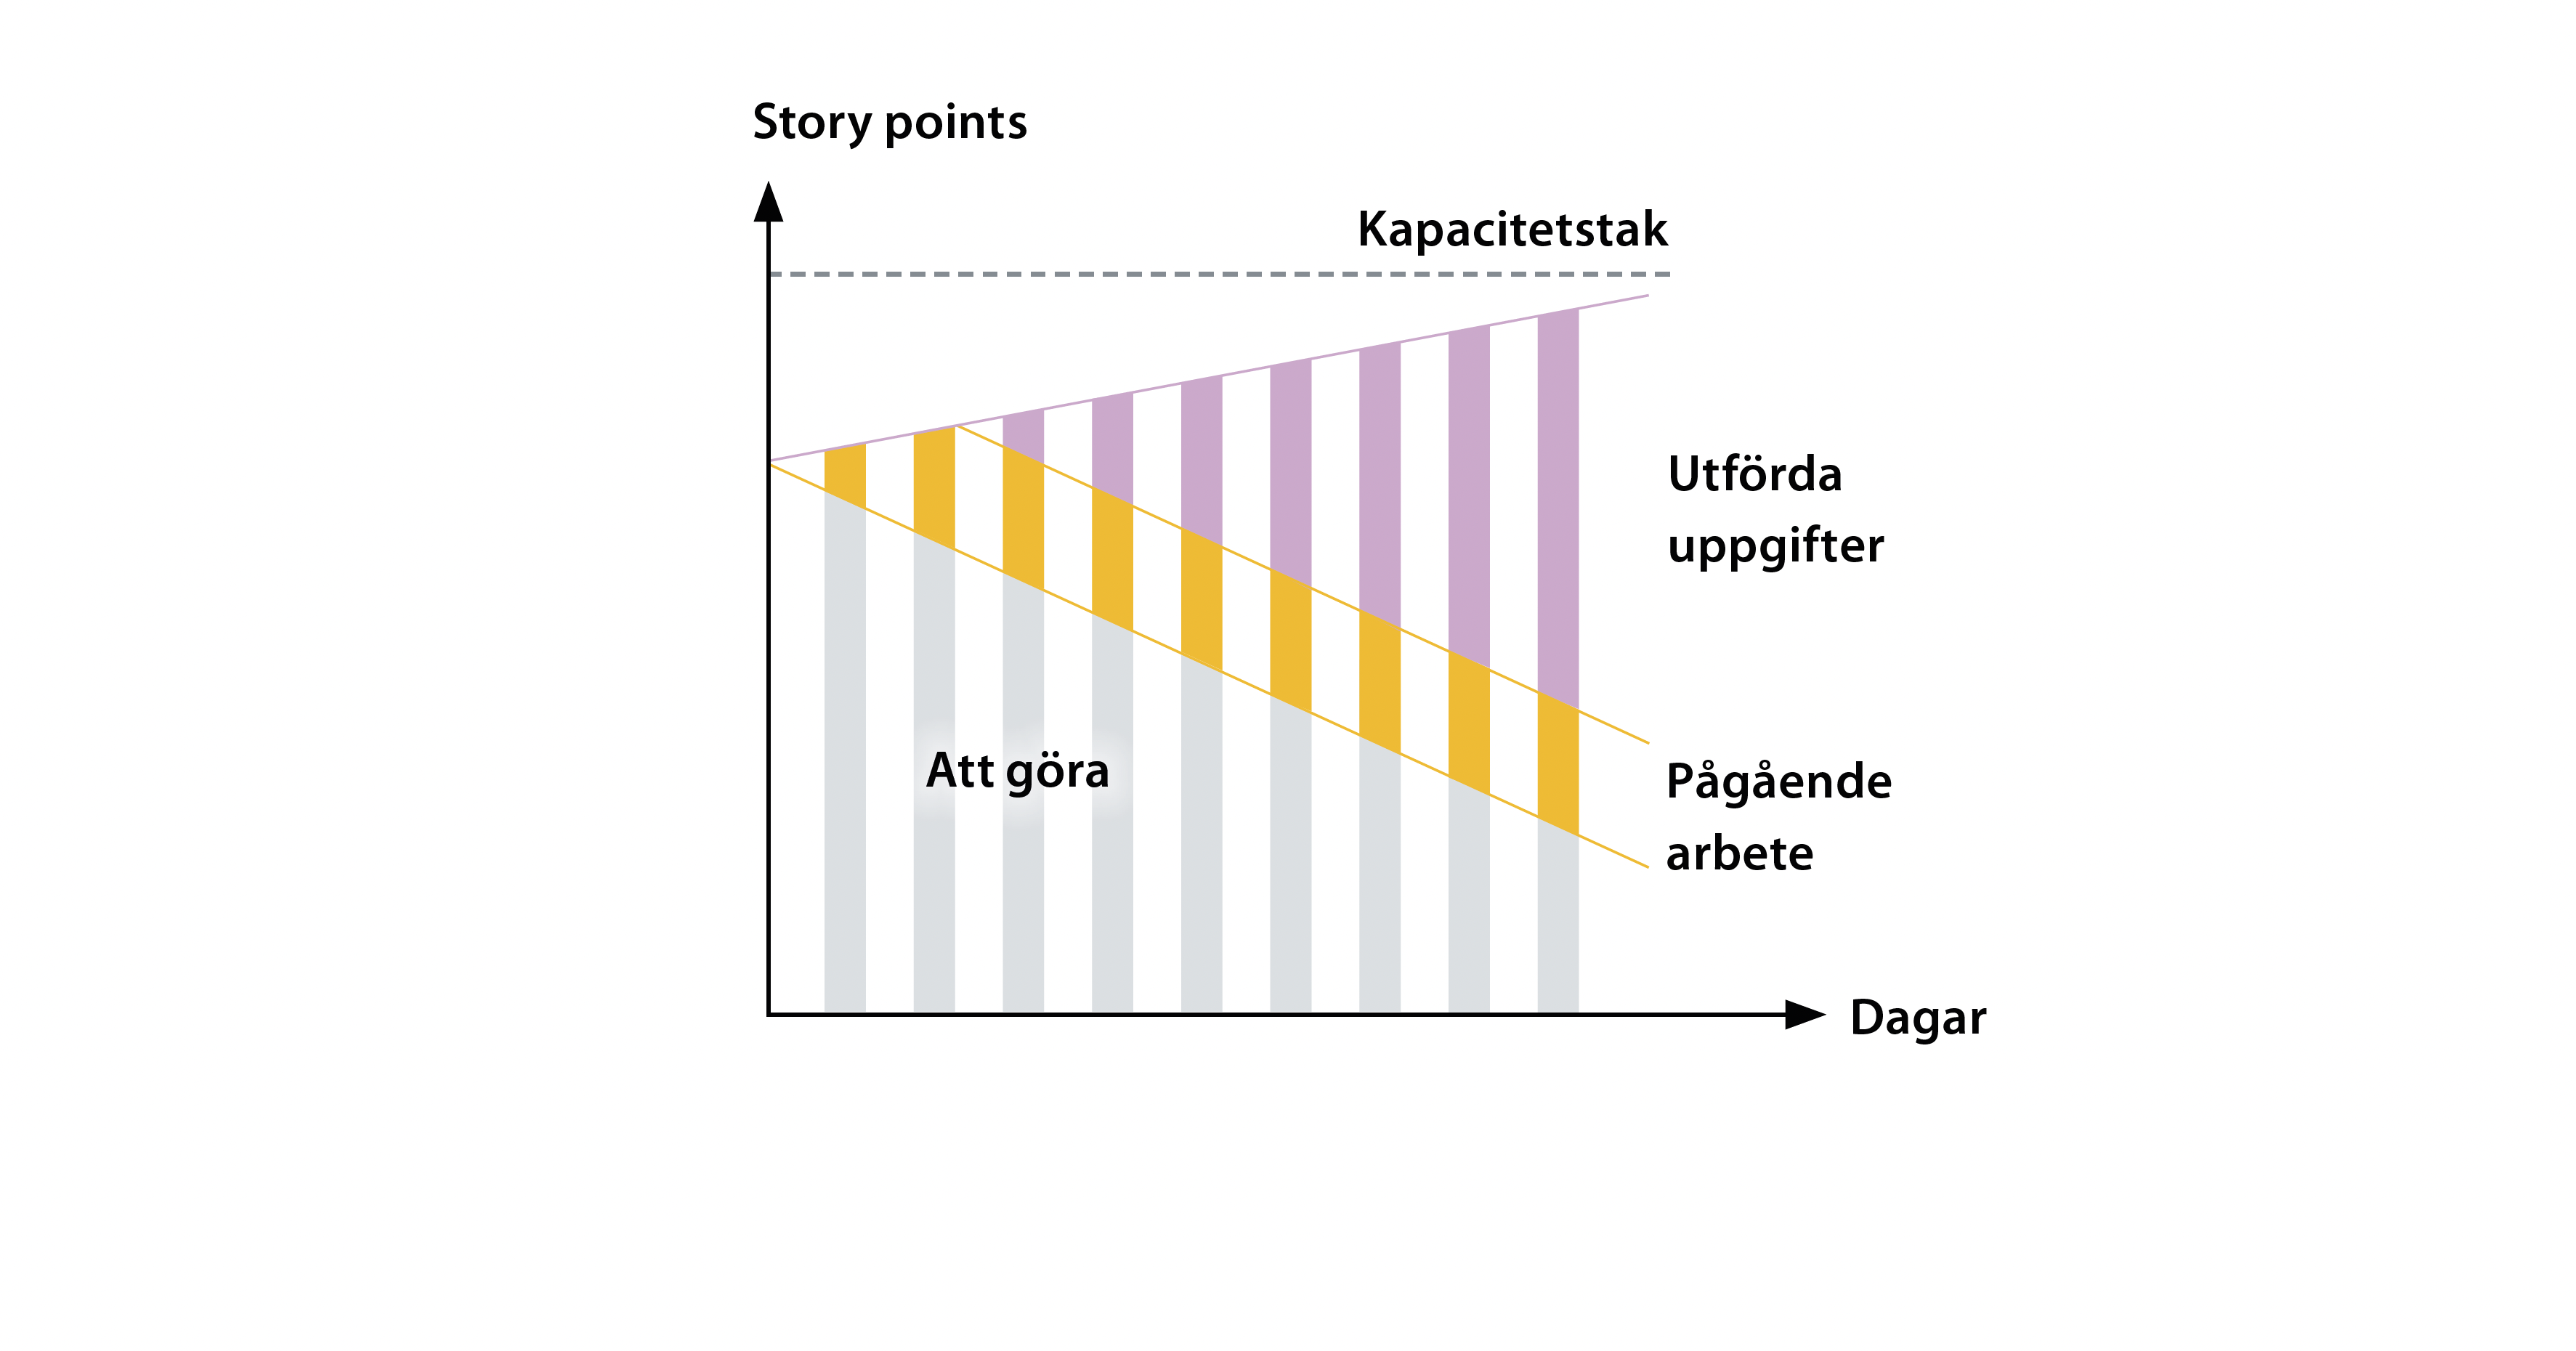 Story points
Kapacitetstak
Utförda
uppgifter
Att göra
Pågående
arbete
Dagar